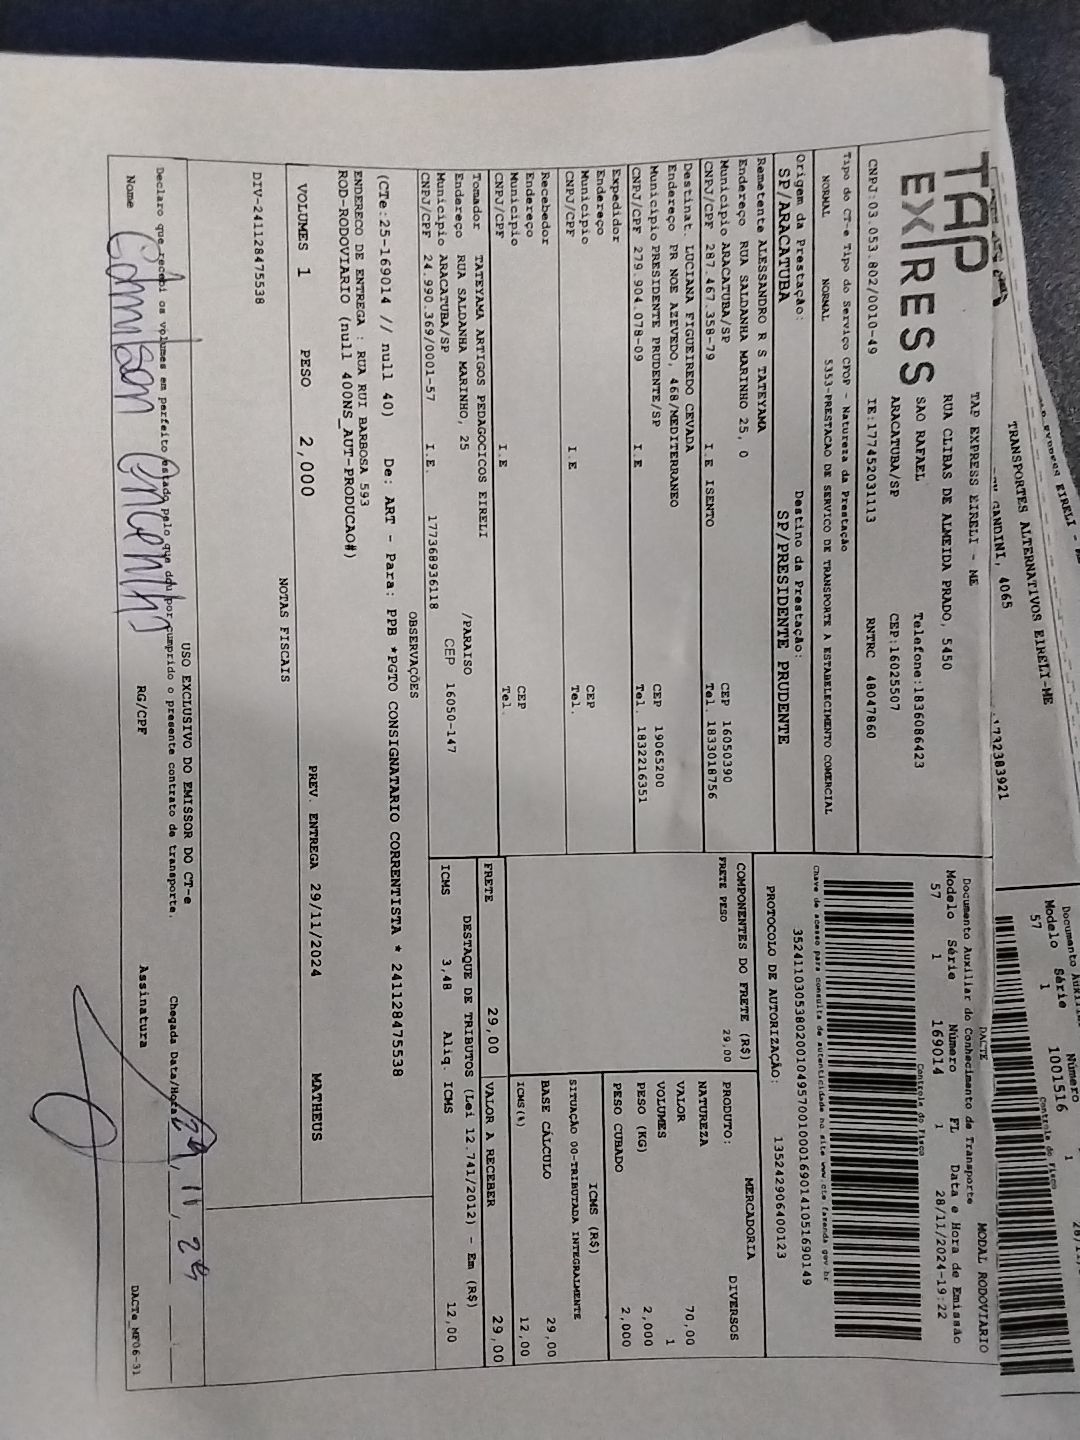 TRANSPORTES ALTERNATIVOS EIRELI-ME
GANDINI, 4065
1732383921
Modelo Série Número
57 1 1001516 1
Controle do Fisco
TAP EXPRESS
TAP EXPRESS EIRELI - ME
RUA CLIBAS DE ALMEIDA PRADO, 5450
SAO RAFAEL Telefone:1836086423
ARACATUBA/SP CEP:16025507
CNPJ:03.053.802/0010-49 IE:177452031113 RNTRC 48047860
DACTE MODAL RODOVIARIO
Documento Auxiliar do Conhecimento de Transporte
Modelo Série Número FL Data e Hora de Emissão
57 1 169014 1 28/11/2024-19:22
Controle do Fisco
Chave de acesso para consulta de autenticidade no site www.cte.fazenda.gov.br
35241103053802001049570010001690141051690149
PROTOCOLO DE AUTORIZAÇÃO: 135242906400123
Tipo do CT-e Tipo do Serviço CFOP - Natureza da Prestação
NORMAL NORMAL 5353-PRESTACAO DE SERVICO DE TRANSPORTE A ESTABELECIMENTO COMERCIAL
Origem da Prestação: Destino da Prestação:
SP/ARACATUBA SP/PRESIDENTE PRUDENTE
Remetente ALESSANDRO R S TATEYAMA
Endereço RUA SALDANHA MARINHO 25, 0 CEP 16050390
Município ARACATUBA/SP Tel. 1833018756
CNPJ/CPF 287.467.358-79 I.E ISENTO
Destinat. LUCIANA FIGUEIREDO CEVADA
Endereço PR NOE AZEVEDO, 468/MEDITERRANEO CEP 19065200
Município PRESIDENTE PRUDENTE/SP Tel. 1832216351
CNPJ/CPF 279.904.078-09 I.E
Expedidor
Endereço CEP
Município Tel.
CNPJ/CPF I.E
Recebedor
Endereço CEP
Município Tel.
CNPJ/CPF I.E
Tomador TATEYAMA ARTIGOS PEDAGOCICOS EIRELI
Endereço RUA SALDANHA MARINHO, 25 /PARAISO
Município ARACATUBA/SP CEP 16050-147
CNPJ/CPF 24.990.369/0001-57 I.E. 177368936118
COMPONENTES DO FRETE (R$)
FRETE PESO 29,00
MERCADORIA
PRODUTO: DIVERSOS
NATUREZA
VALOR 70,00
VOLUMES 1
PESO (KG) 2,000
PESO CUBADO 2,000
ICMS (R$)
SITUAÇÃO 00-TRIBUTADA INTEGRALMENTE
BASE CÁLCULO 29,00
ICMS(%) 12,00
FRETE 29,00 VALOR A RECEBER 29,00
DESTAQUE DE TRIBUTOS (Lei 12.741/2012) - Em (R$)
ICMS 3,48 Aliq. ICMS 12,00
OBSERVAÇÕES
(CTe:25-169014 // null 40) De: ART - Para: PPB *PGTO CONSIGNATARIO CORRENTISTA * 241128475538
ENDERECO DE ENTREGA : RUA RUI BARBOSA 593
ROD-RODOVIARIO (null 400NS_AUT-PRODUCAO#)
VOLUMES 1 PESO 2,000 PREV. ENTREGA 29/11/2024 MATHEUS
NOTAS FISCAIS
DIV-241128475538
USO EXCLUSIVO DO EMISSOR DO CT-e
Declaro que recebi os volumes em perfeito estado pelo que dou por cumprido o presente contrato de transporte.
Chegada Data/Hora: 29, 11, 24
Nome Edmilson RG/CPF Assinatura
DACTe_MF06-31